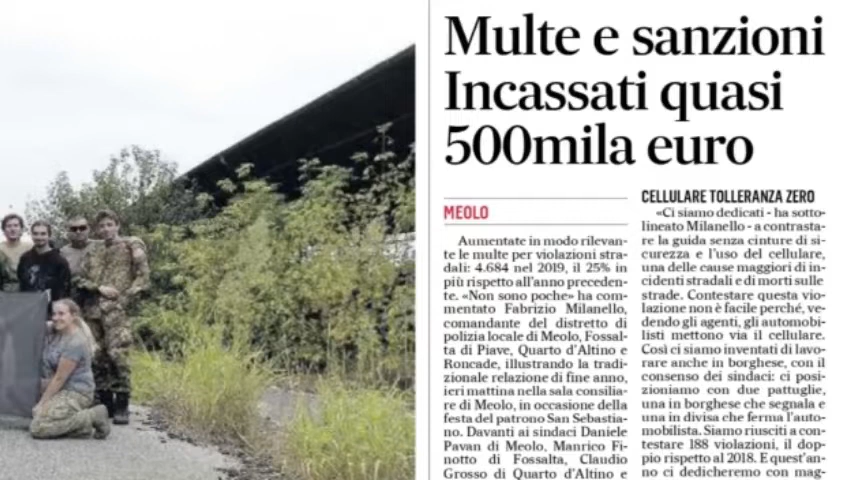 Multe e sanzioni
Incassati quasi
500mila euro
MEOLO
Aumentate in modo rilevan-
te le multe per violazioni stra-
dali: 4.684 nel 2019, il 25% in
più rispetto all'anno preceden-
te. «Non sono poche» ha com-
mentato Fabrizio Milanello,
comandante del distretto di
polizia locale di Meolo, Fossal-
ta di Piave, Quarto d'Altino e
Roncade, illustrando la tradi-
zionale relazione di fine anno,
ieri mattina nella sala consilia-
re di Meolo, in occasione della
festa del patrono San Sebastia-
no. Davanti ai sindaci Daniele
Pavan di Meolo, Manrico Fi-
notto di Fossalta, Claudio
Grosso di Quarto d'Altino e
CELLULARE TOLLERANZA ZERO
«Ci siamo dedicati - ha sotto-
lineato Milanello - a contrasta-
re la guida senza cinture di si-
curezza e l'uso del cellulare,
una delle cause maggiori di in-
cidenti stradali e di morti sulle
strade. Contestare questa vio-
lazione non è facile perché, ve-
dendo gli agenti, gli automobi-
listi mettono via il cellulare.
Così ci siamo inventati di lavo-
rare anche in borghese, con il
consenso dei sindaci: ci posi-
zioniamo con due pattuglie,
una in borghese che segnala e
una in divisa che ferma l'auto-
mobilista. Siamo riusciti a con-
testare 188 violazioni, il dop-
pio rispetto al 2018. E quest'an-
no ci dedicheremo con mag-